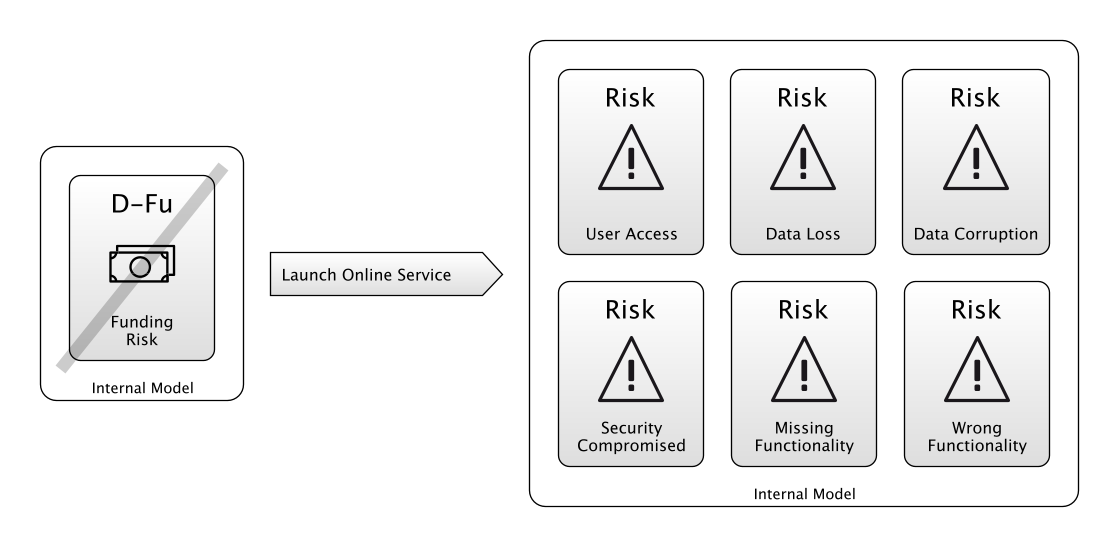 D-Fu
Funding
Risk
Internal Model
Launch Online Service
Risk
User Access
Risk
Data Loss
Risk
Data Corruption
Risk
Security
Compromised
Risk
Missing
Functionality
Risk
Wrong
Functionality
Internal Model